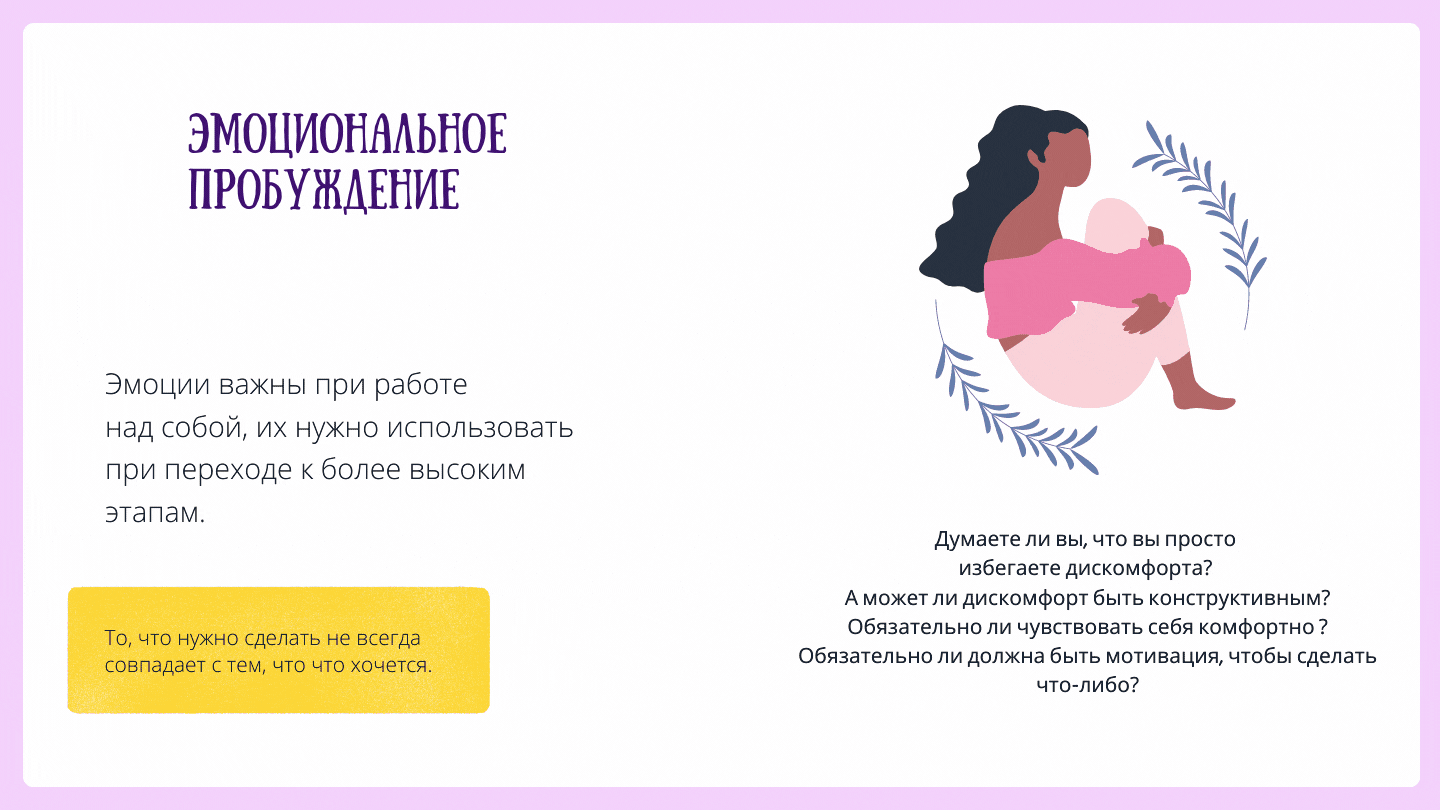 ЭМОЦИОНАЛЬНОЕ
ПРОБУЖДЕНИЕ
Эмоции важны при работе
над собой, их нужно использовать
при переходе к более высоким
этапам.
То, что нужно сделать не всегда
совпадает с тем, что что хочется.
Думаете ли вы, что вы просто
избегаете дискомфорта?
А может ли дискомфорт быть конструктивным?
Обязательно ли чувствовать себя комфортно ?
Обязательно ли должна быть мотивация, чтобы сделать
что-либо?